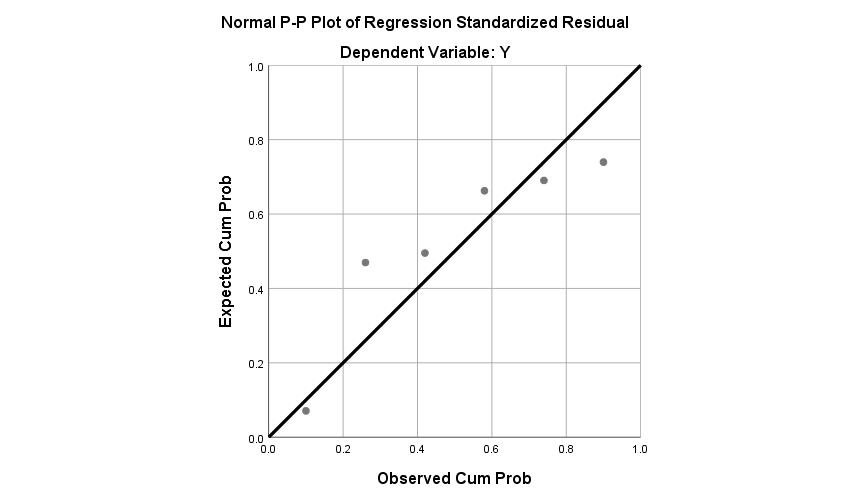 Normal P-P Plot of Regression Standardized Residual
Dependent Variable: Y
1.0
0.8
0.6
0.4
0.2
0.0
Expected Cum Prob
0.0 0.2 0.4 0.6 0.8 1.0
Observed Cum Prob